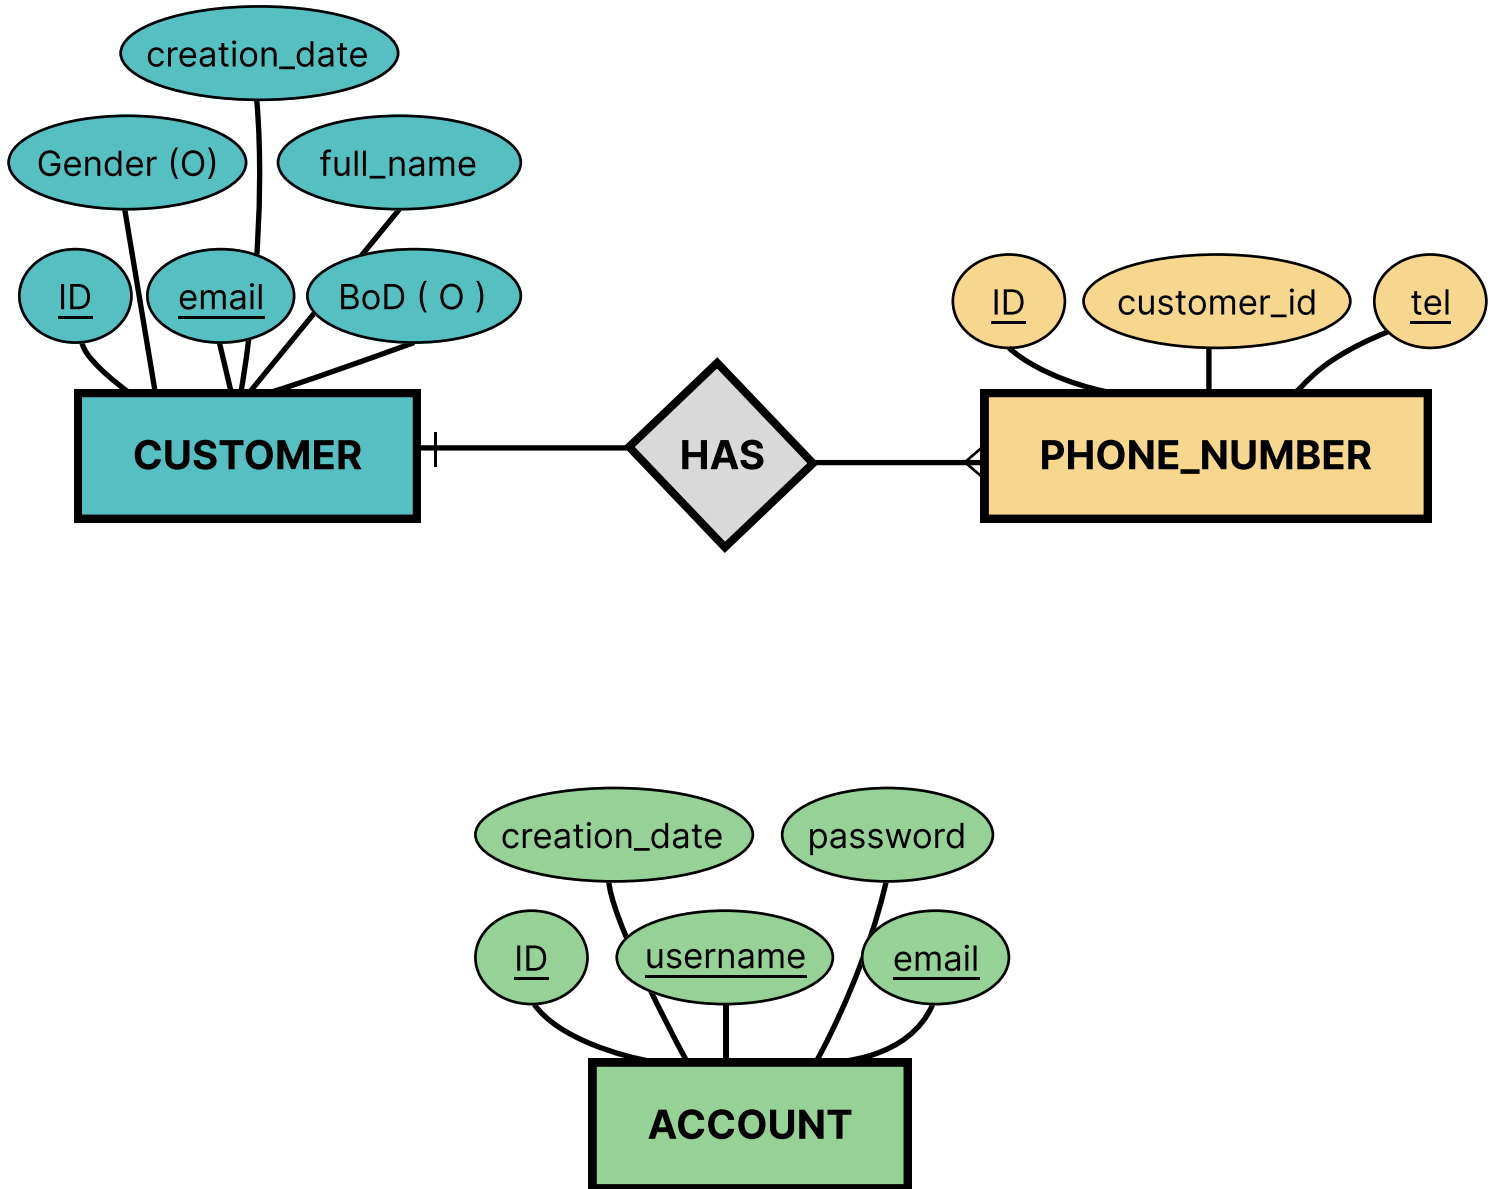 creation_date
Gender (O)
full_name
ID
email
BoD ( O )
ID
customer_id
tel
CUSTOMER
HAS
PHONE_NUMBER
creation_date
password
ID
username
email
ACCOUNT